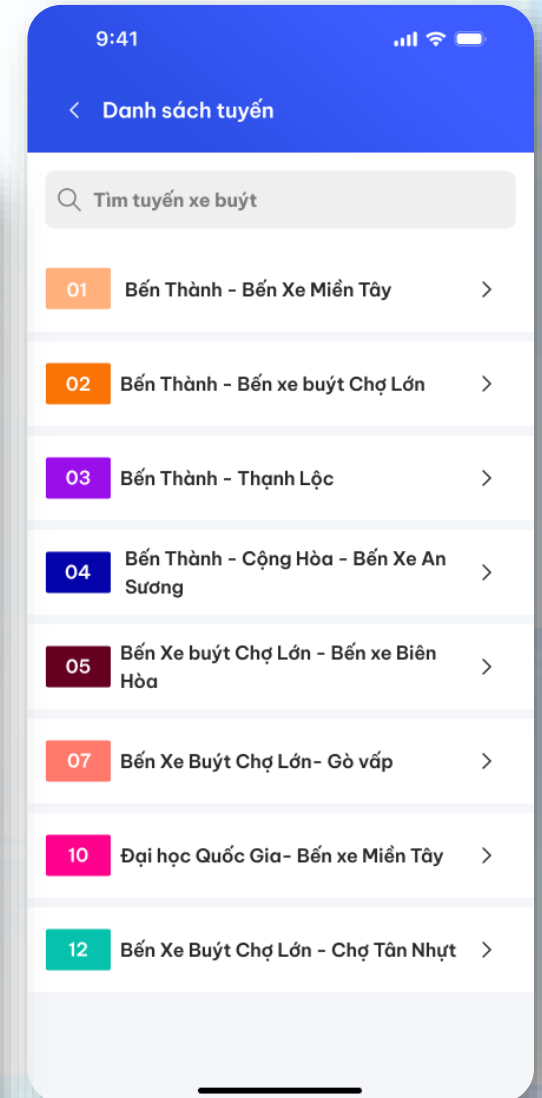 9:41
Danh sách tuyến
Tìm tuyến xe buýt
01 Bến Thành - Bến Xe Miền Tây
02 Bến Thành - Bến xe buýt Chợ Lớn
03 Bến Thành - Thạnh Lộc
04 Bến Thành - Cộng Hòa - Bến Xe An
Sương
05 Bến Xe buýt Chợ Lớn - Bến xe Biên
Hòa
07 Bến Xe Buýt Chợ Lớn- Gò vấp
10 Đại học Quốc Gia- Bến xe Miền Tây
12 Bến Xe Buýt Chợ Lớn - Chợ Tân Nhựt